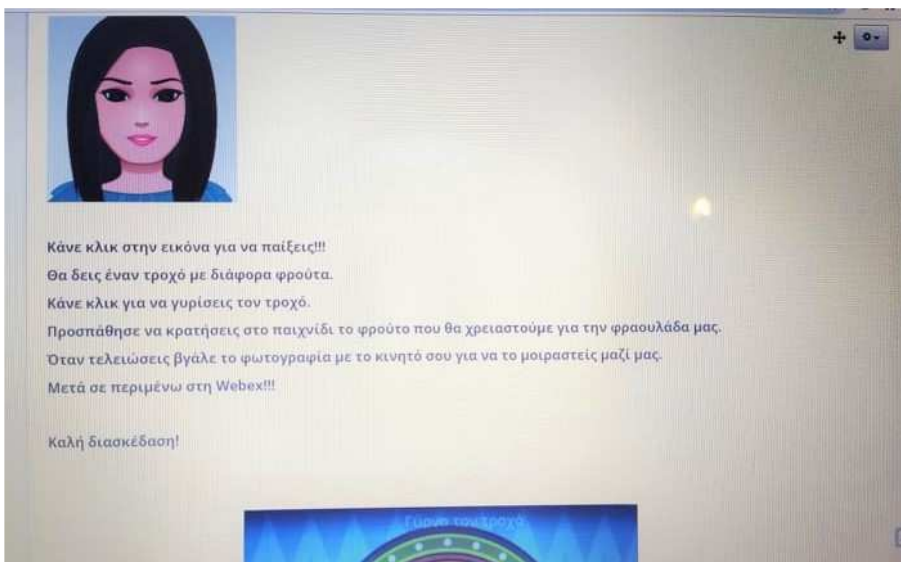 Κάνε κλικ στην εικόνα για να παίξεις!!!
Θα δεις έναν τροχό με διάφορα φρούτα.
Κάνε κλικ για να γυρίσεις τον τροχό.
Προσπάθησε να κρατήσεις στο παιχνίδι το φρούτο που θα χρειαστούμε για την φραουλάδα μας.
Όταν τελειώσεις βγάλε το φωτογραφία με το κινητό σου για να το μοιραστείς μαζί μας.
Μετά σε περιμένω στη Webex!!!
Καλή διασκέδαση!
Γύρνα τον τροχό